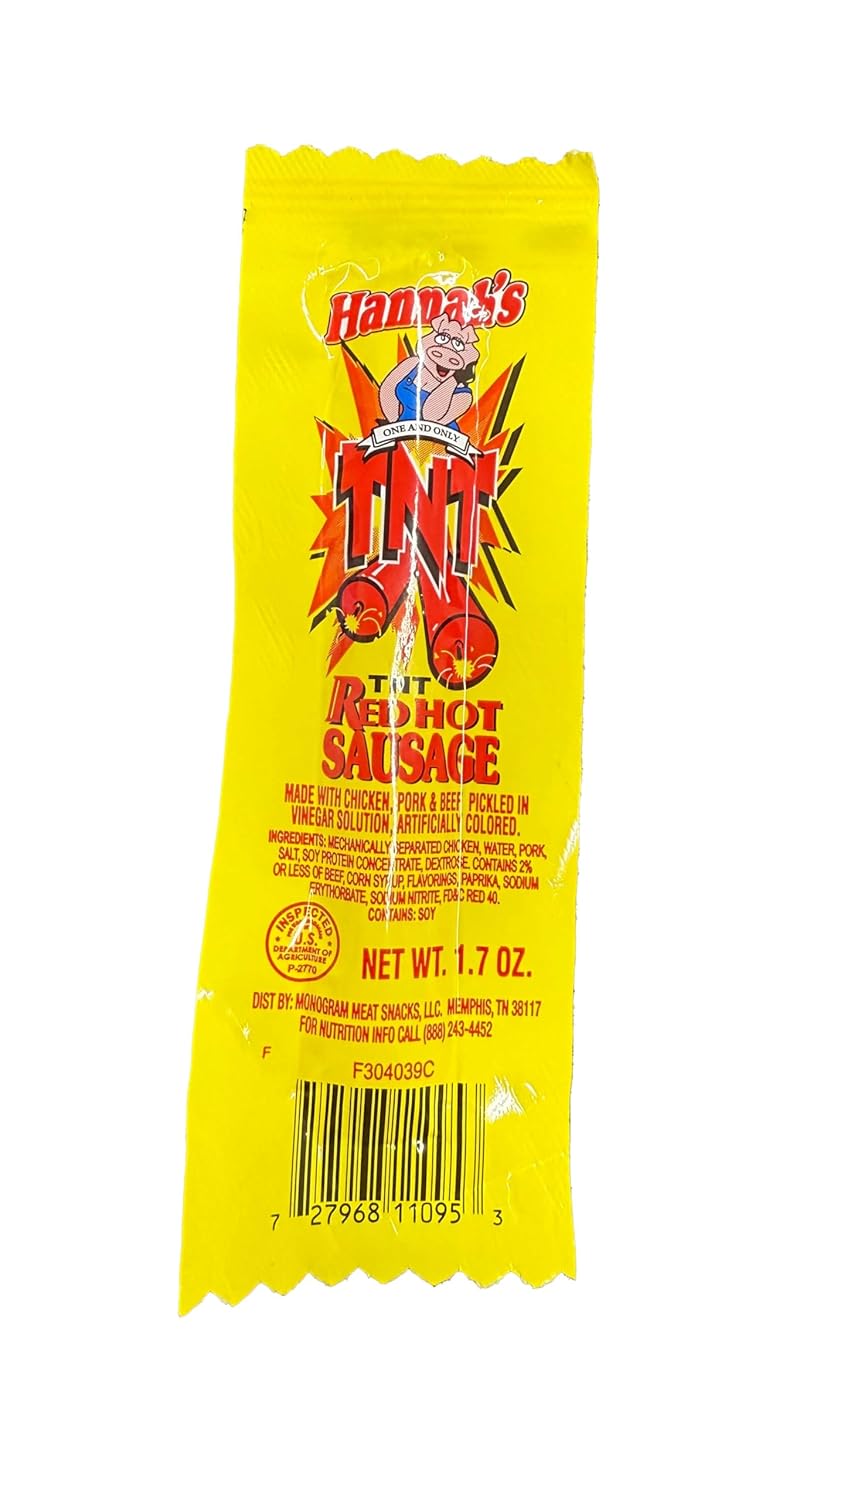 Hannah's
ONE AND ONLY
TNT
TNT
RED HOT
SAUSAGE
MADE WITH CHICKEN, PORK & BEEF PICKLED IN
VINEGAR SOLUTION, ARTIFICIALLY COLORED.
INGREDIENTS: MECHANICALLY SEPARATED CHICKEN, WATER, PORK,
SALT, SOY PROTEIN CONCENTRATE, DEXTROSE. CONTAINS 2%
OR LESS OF BEEF, CORN SYRUP, FLAVORINGS, PAPRIKA, SODIUM
ERYTHORBATE, SODIUM NITRITE, FD&C RED 40.
CONTAINS: SOY
INSPECTED
U.S.
DEPARTMENT OF
AGRICULTURE
P-2770
NET WT. 1.7 OZ.
DIST BY: MONOGRAM MEAT SNACKS, LLC. MEMPHIS, TN 38117
FOR NUTRITION INFO CALL (888) 243-4452
F
F304039C
7 27968 11095 3